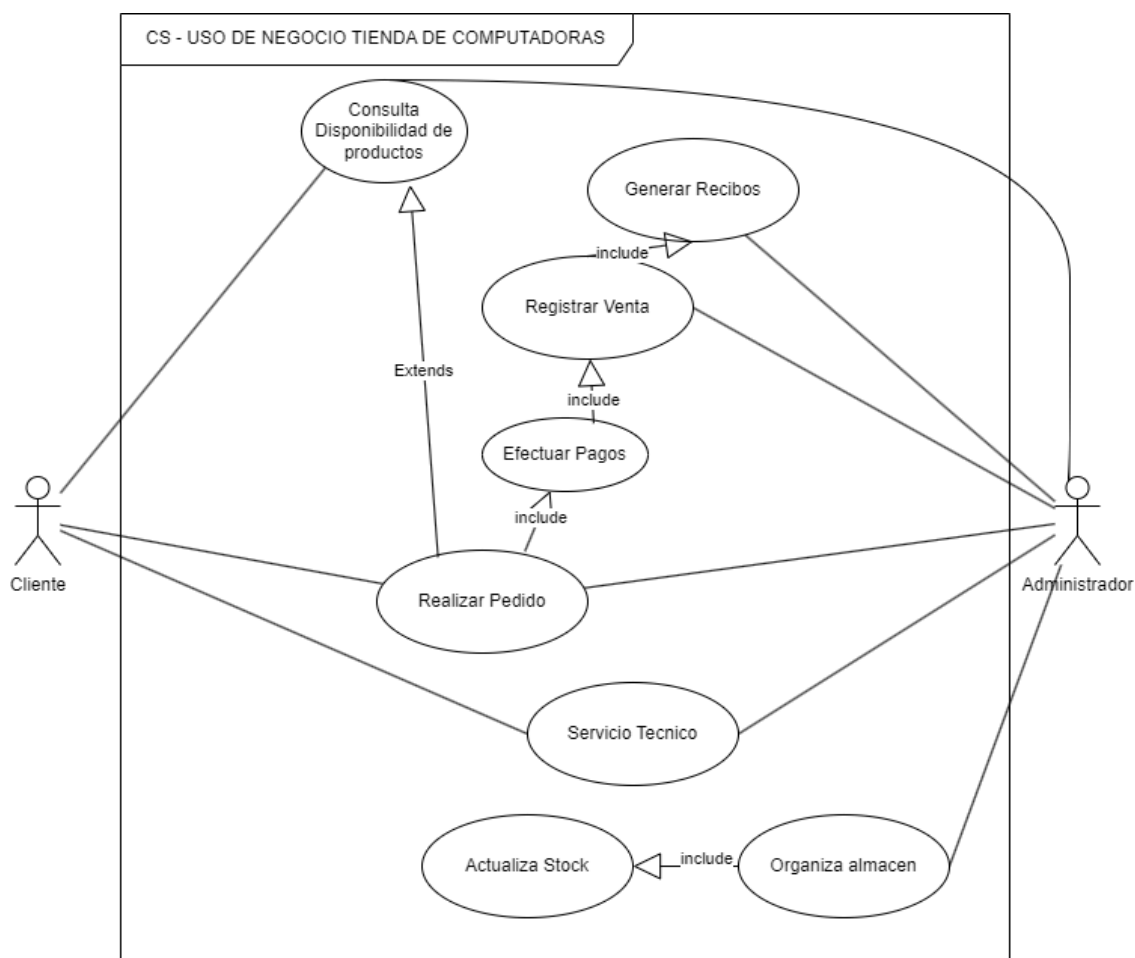 CS - USO DE NEGOCIO TIENDA DE COMPUTADORAS
Consulta
Disponibilidad de
productos
Generar Recibos
include
Registrar Venta
Extends
include
Efectuar Pagos
include
Cliente
Administrador
Realizar Pedido
Servicio Tecnico
Actualiza Stock
include
Organiza almacen